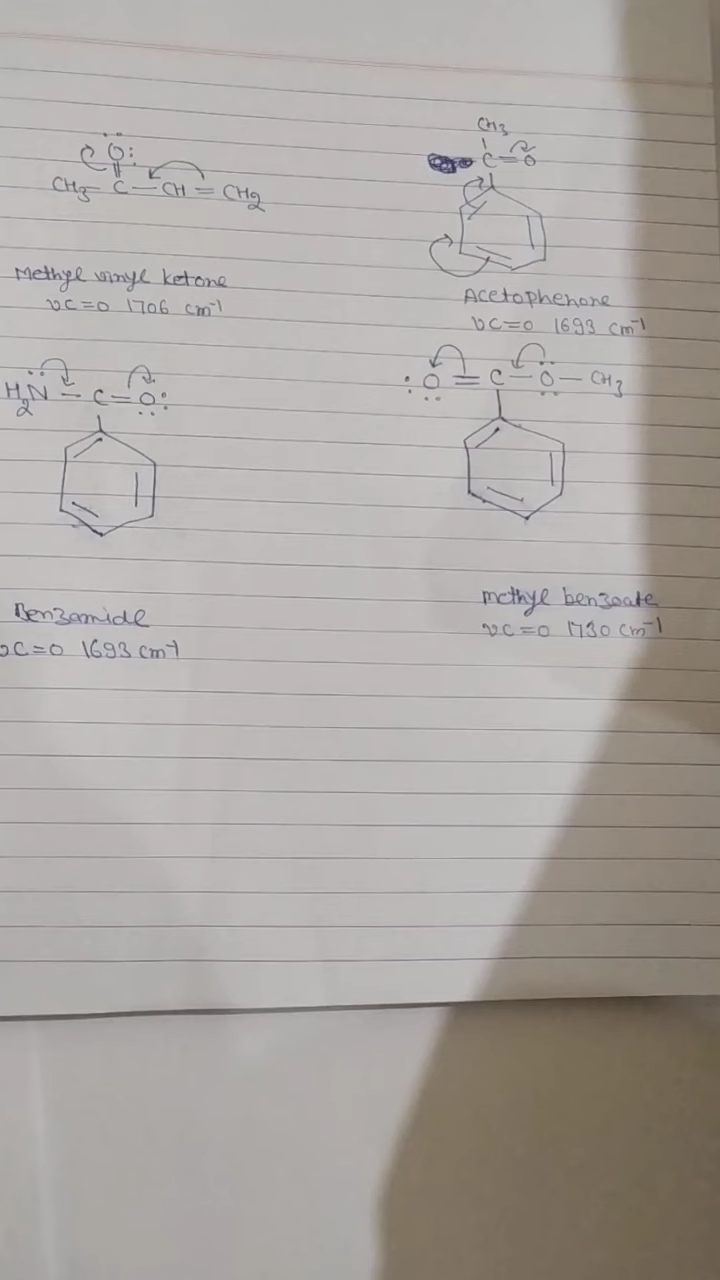 CH3
:O:
C=O
CH3-C-CH=CH2
Methyl vinyl ketone
νC=O 1706 cm-1
Acetophenone
νC=O 1693 cm-1
H2N-C=O:
:O=C-O-CH3
Benzamide
νC=O 1693 cm-1
methyl benzoate
νC=O 1730 cm-1